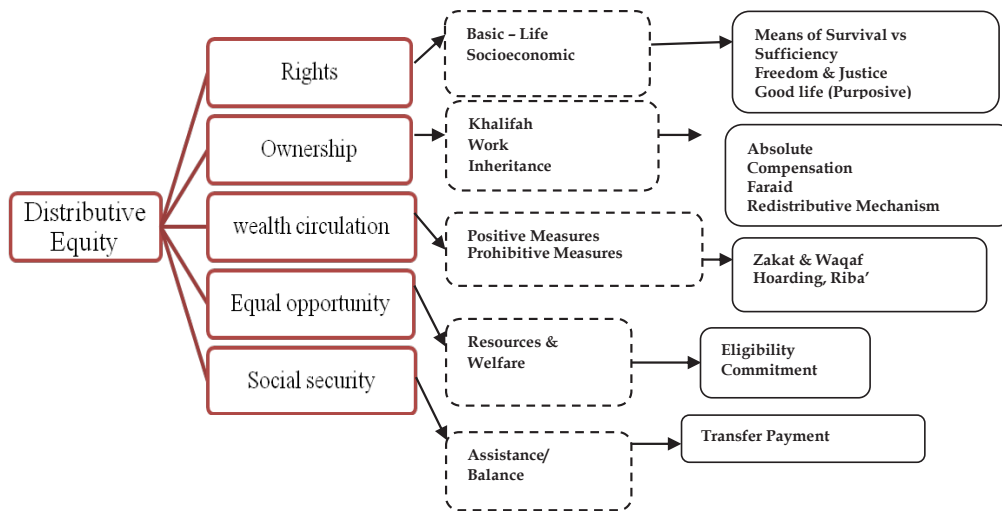 Distributive
Equity
Rights
Basic – Life
Socioeconomic
Means of Survival vs
Sufficiency
Freedom & Justice
Good life (Purposive)
Ownership
Khalifah
Work
Inheritance
Absolute
Compensation
Faraid
Redistributive Mechanism
wealth circulation
Positive Measures
Prohibitive Measures
Zakat & Waqaf
Hoarding, Riba’
Equal opportunity
Resources &
Welfare
Eligibility
Commitment
Social security
Assistance/
Balance
Transfer Payment